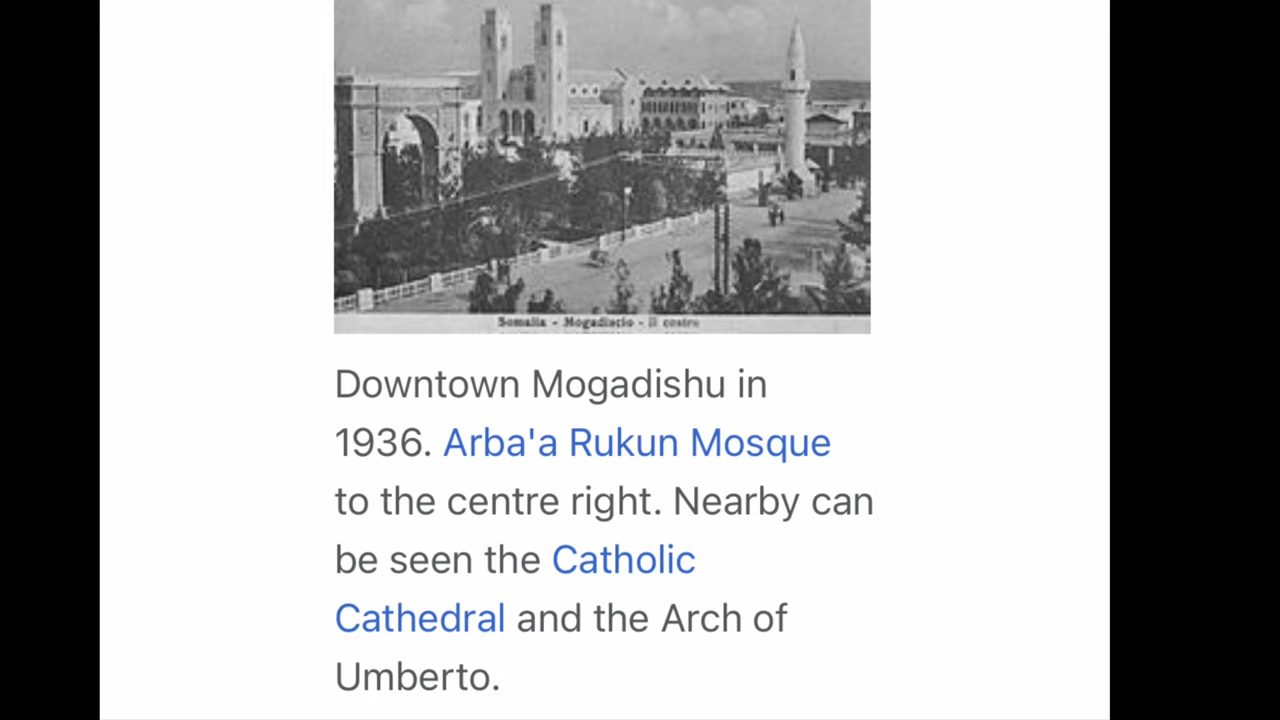 Somalia - Mogadiscio - Il centro
Downtown Mogadishu in
1936. Arba'a Rukun Mosque
to the centre right. Nearby can
be seen the Catholic
Cathedral and the Arch of
Umberto.